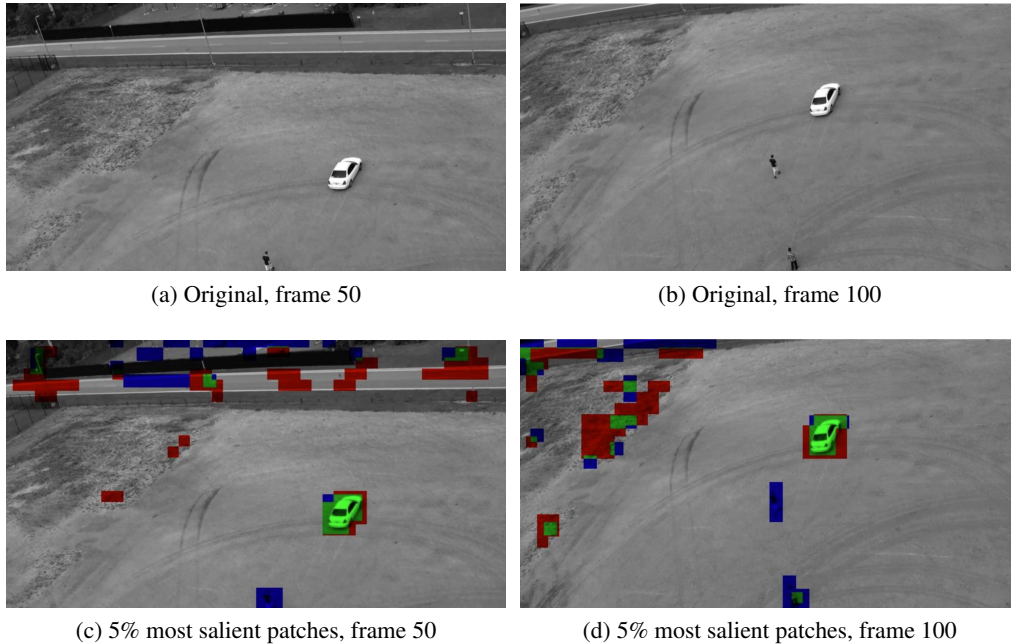 (a) Original, frame 50
(b) Original, frame 100
(c) 5% most salient patches, frame 50
(d) 5% most salient patches, frame 100